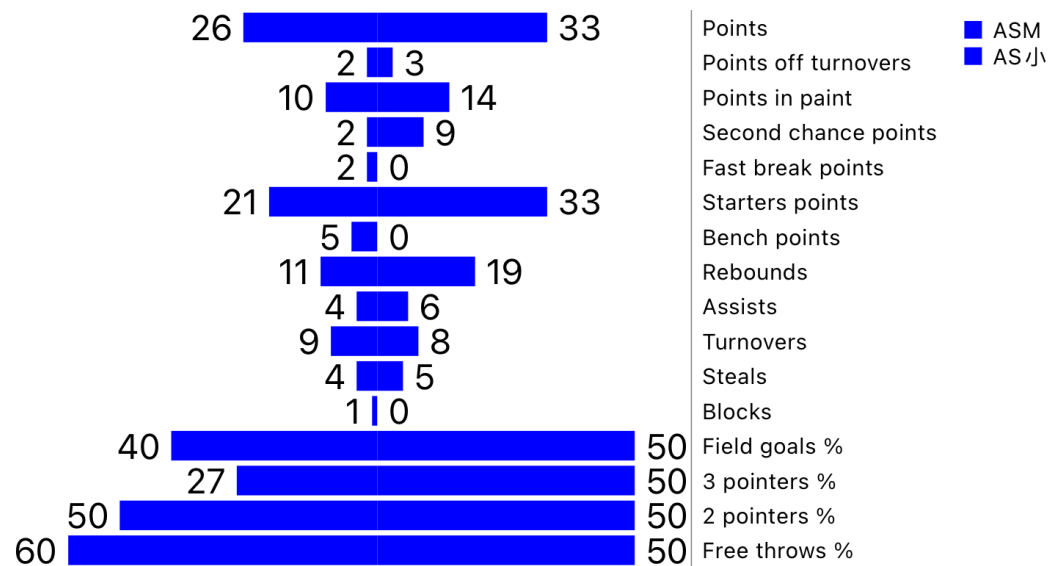 26 33 Points
2 3 Points off turnovers
10 14 Points in paint
2 9 Second chance points
2 0 Fast break points
21 33 Starters points
5 0 Bench points
11 19 Rebounds
4 6 Assists
9 8 Turnovers
4 5 Steals
1 0 Blocks
40 50 Field goals %
27 50 3 pointers %
50 50 2 pointers %
60 50 Free throws %
ASM
AS小